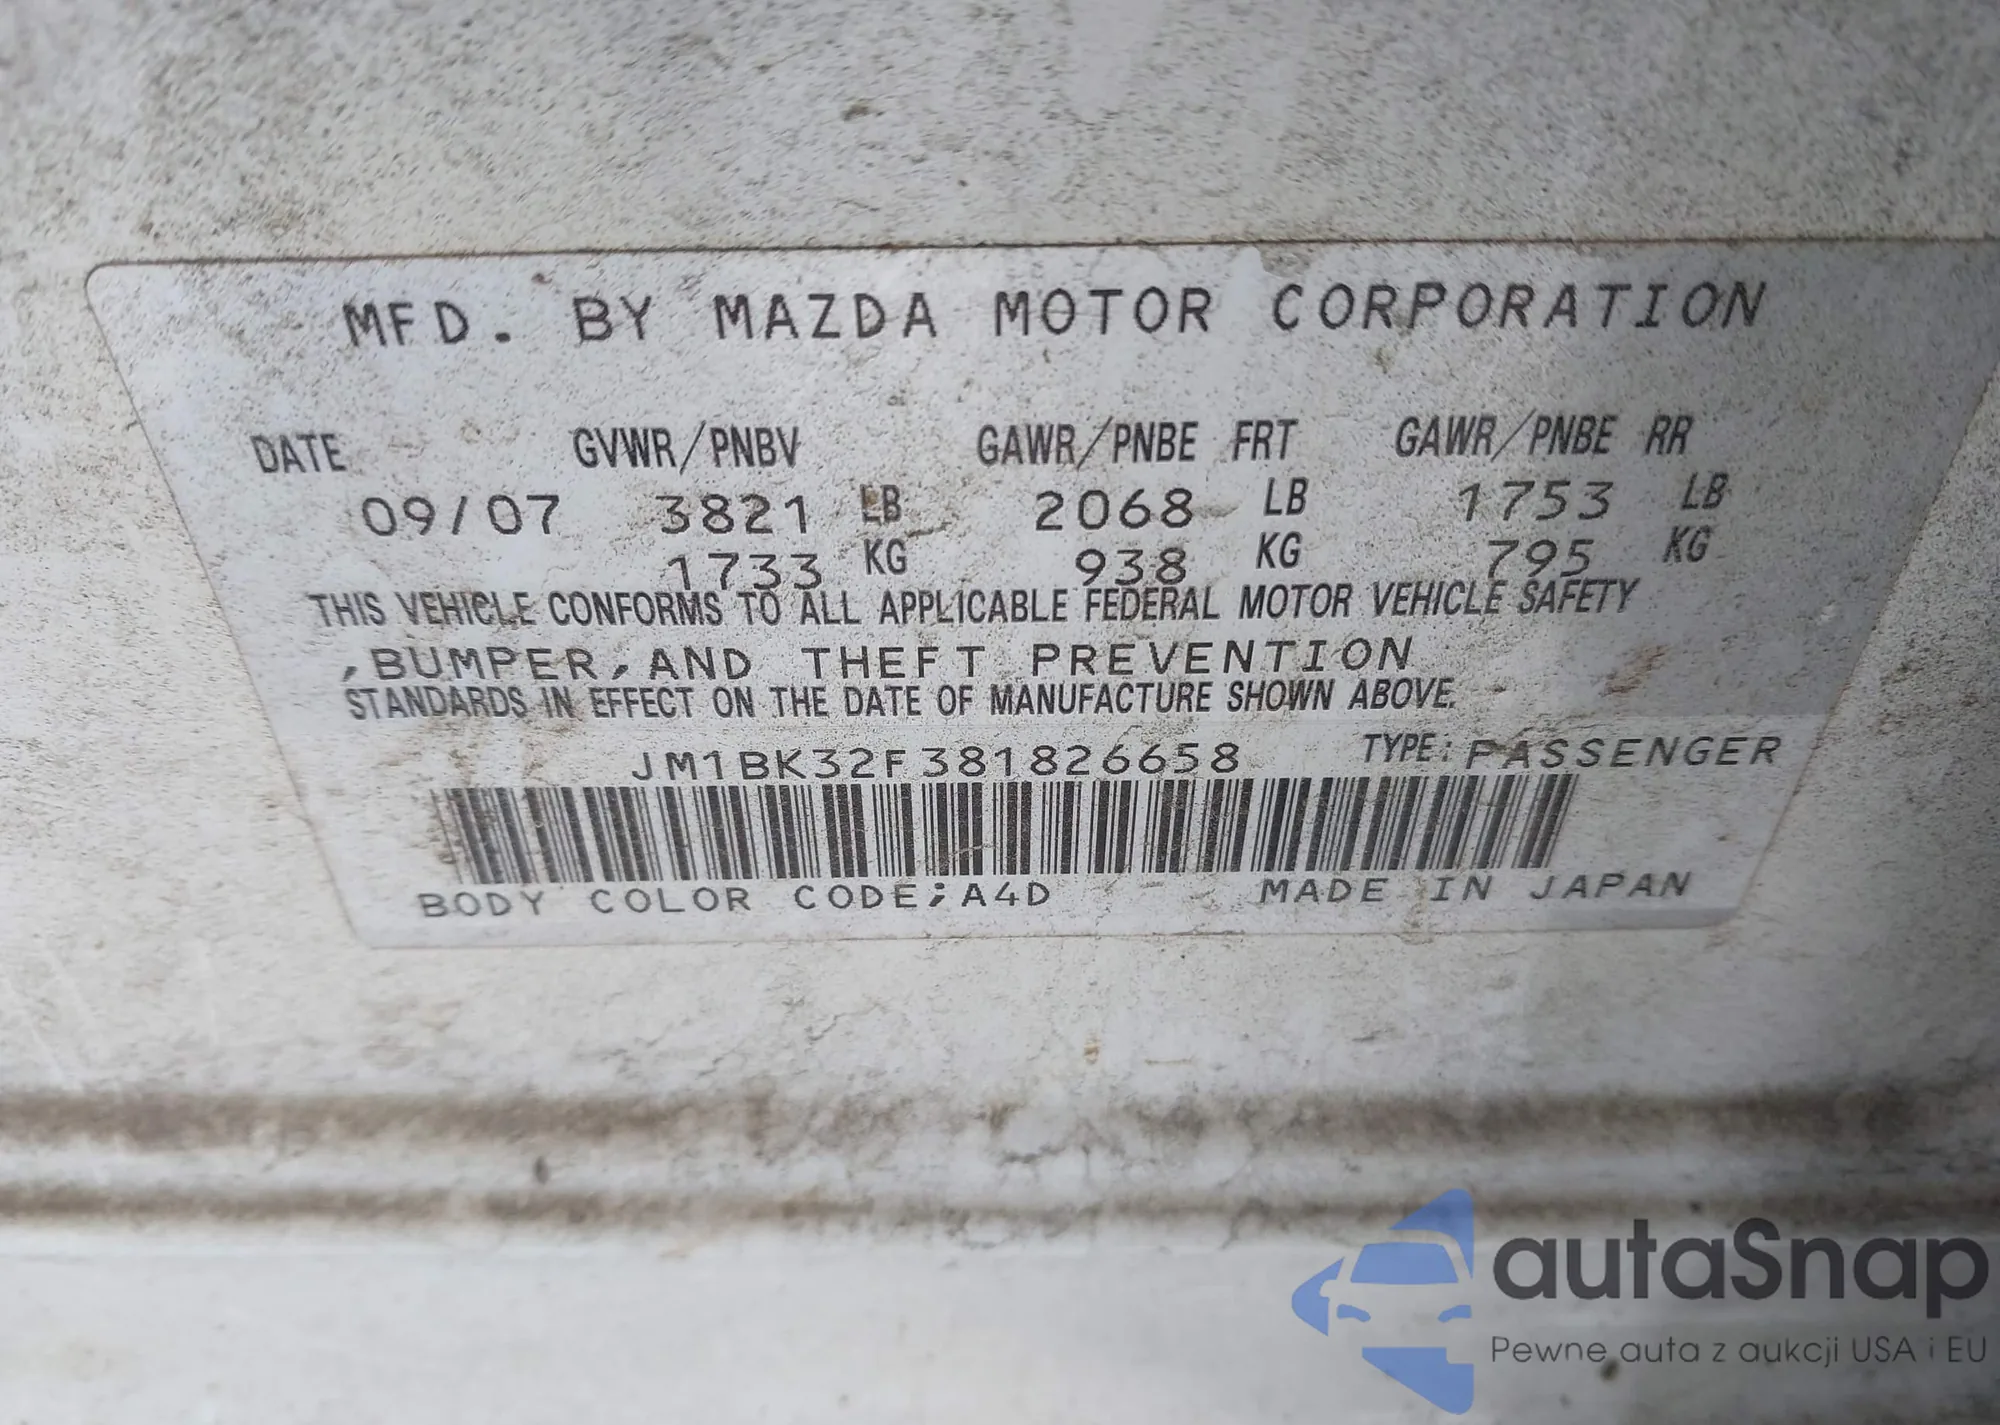 MFD. BY MAZDA MOTOR CORPORATION
DATE GVWR/PNBV GAWR/PNBE FRT GAWR/PNBE RR
09/07 3821 LB 2068 LB 1753 LB
1733 KG 938 KG 795 KG
THIS VEHICLE CONFORMS TO ALL APPLICABLE FEDERAL MOTOR VEHICLE SAFETY
,BUMPER,AND THEFT PREVENTION
STANDARDS IN EFFECT ON THE DATE OF MANUFACTURE SHOWN ABOVE.
JM1BK32F381826658 TYPE: PASSENGER
BODY COLOR CODE;A4D MADE IN JAPAN
autaSnap
Pewne auta z aukcji USA i EU